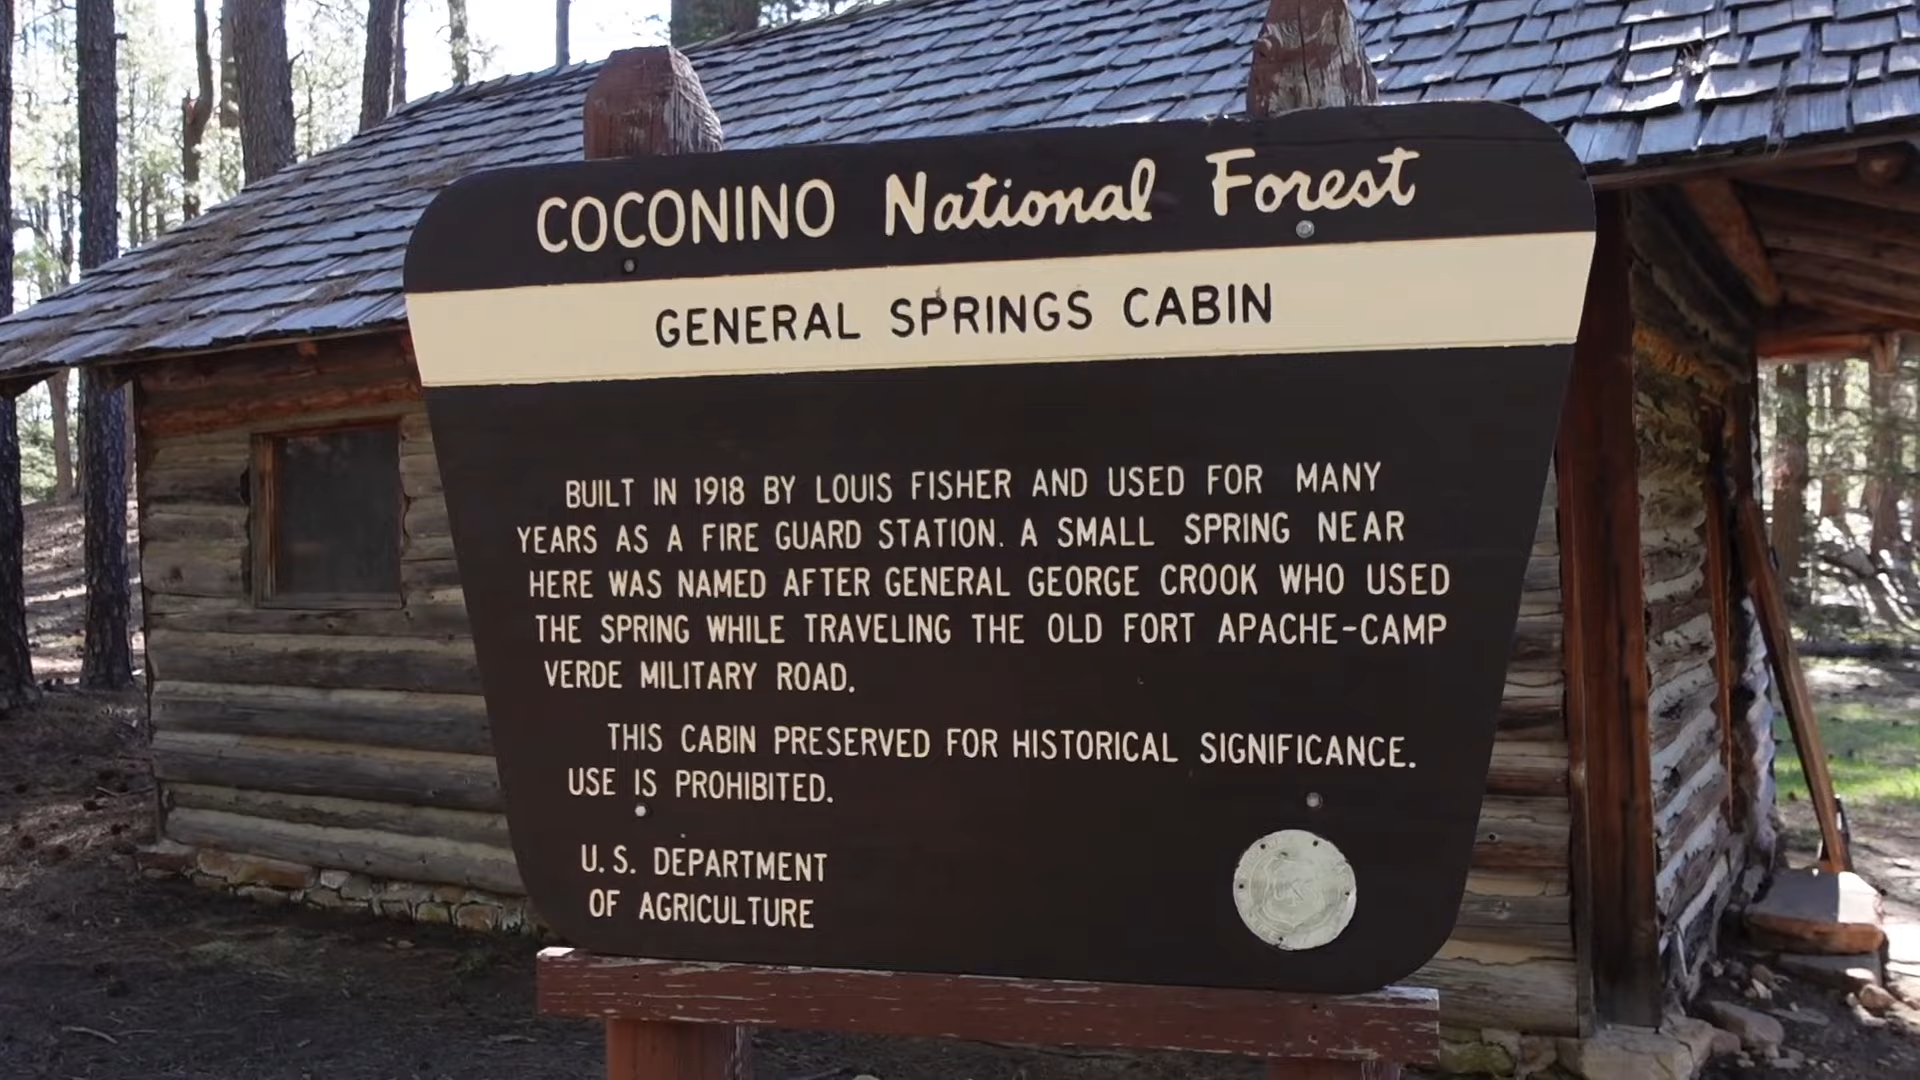 COCONINO National Forest
GENERAL SPRINGS CABIN
BUILT IN 1918 BY LOUIS FISHER AND USED FOR MANY
YEARS AS A FIRE GUARD STATION. A SMALL SPRING NEAR
HERE WAS NAMED AFTER GENERAL GEORGE CROOK WHO USED
THE SPRING WHILE TRAVELING THE OLD FORT APACHE-CAMP
VERDE MILITARY ROAD.
THIS CABIN PRESERVED FOR HISTORICAL SIGNIFICANCE.
USE IS PROHIBITED.
U.S. DEPARTMENT
OF AGRICULTURE